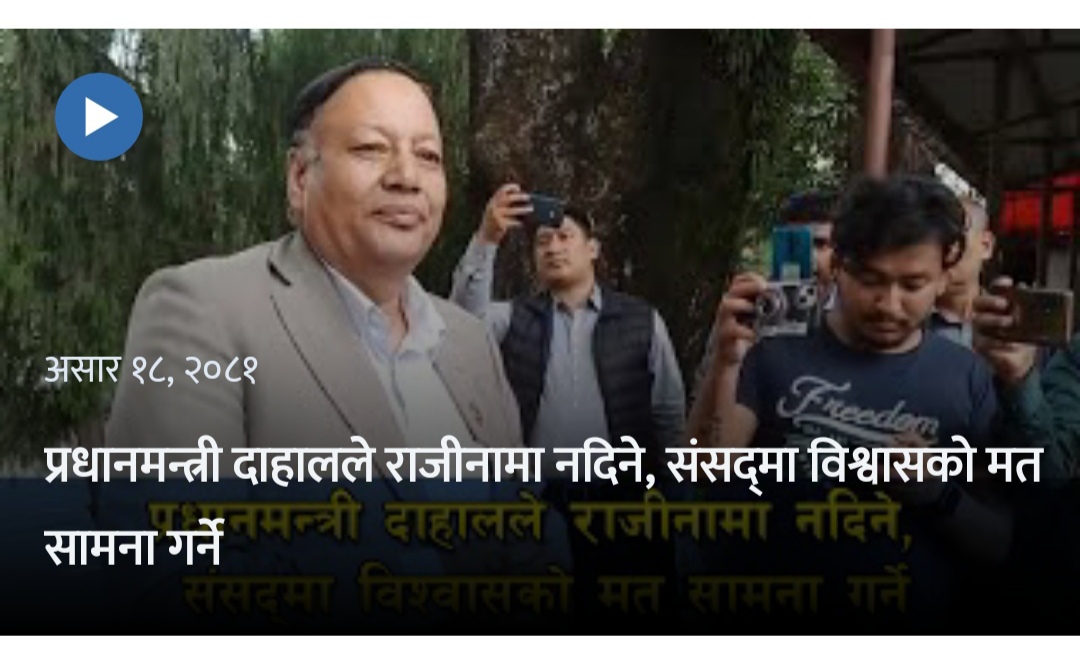 Freedom
असार १८, २०८१
प्रधानमन्त्री दाहालले राजीनामा नदिने, संसद्‌मा विश्वासको मत
सामना गर्ने
प्रधानमन्त्री दाहालले राजीनामा नदिने,
संसद्‌मा विश्वासको मत सामना गर्ने